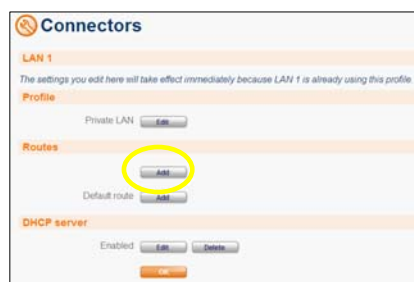 Connectors
LAN 1
The settings you edit here will take effect immediately because LAN 1 is already using this profile.
Profile
Private LAN Edit
Routes
Add
Default route Add
DHCP server
Enabled Edit Delete
OK